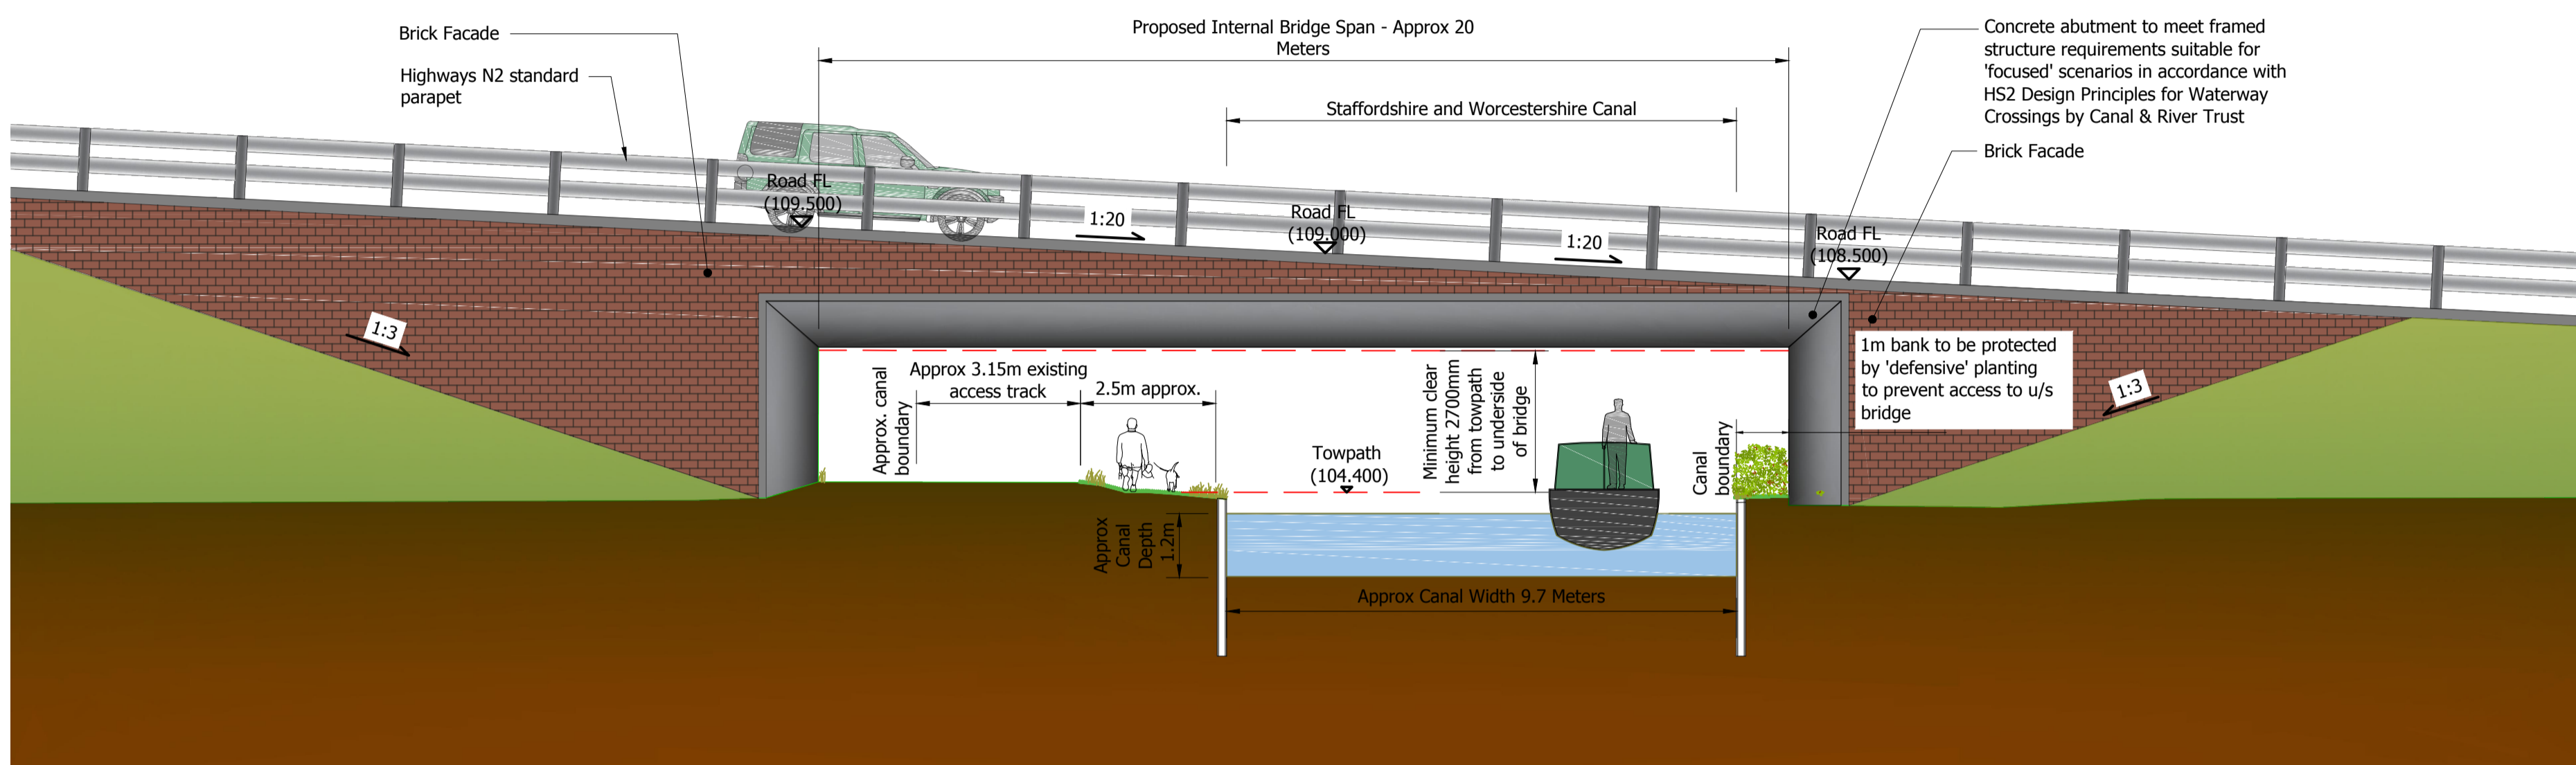 Brick Facade
Highways N2 standard
parapet
Proposed Internal Bridge Span - Approx 20
Meters
Staffordshire and Worcestershire Canal
Concrete abutment to meet framed
structure requirements suitable for
'focused' scenarios in accordance with
HS2 Design Principles for Waterway
Crossings by Canal & River Trust
Brick Facade
Road FL
(109.500)
1:20
Road FL
(109.000)
1:20
Road FL
(108.500)
1:3
Approx. canal
boundary
Approx 3.15m existing
access track
2.5m approx.
Towpath
(104.400)
Minimum clear
height 2700mm
from towpath
to underside
of bridge
Canal
boundary
1m bank to be protected
by 'defensive' planting
to prevent access to u/s
bridge
1:3
Approx
Canal
Depth
1.2m
Approx Canal Width 9.7 Meters